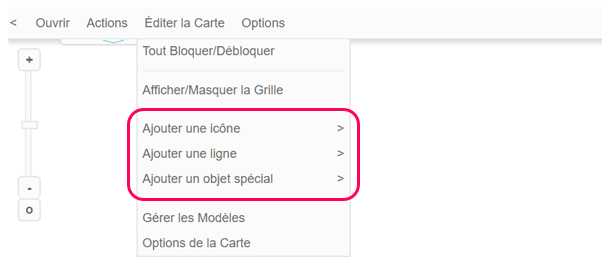 < Ouvrir Actions Éditer la Carte Options
Tout Bloquer/Débloquer
+
Afficher/Masquer la Grille
Ajouter une icône >
Ajouter une ligne >
Ajouter un objet spécial >
-
o
Gérer les Modèles
Options de la Carte